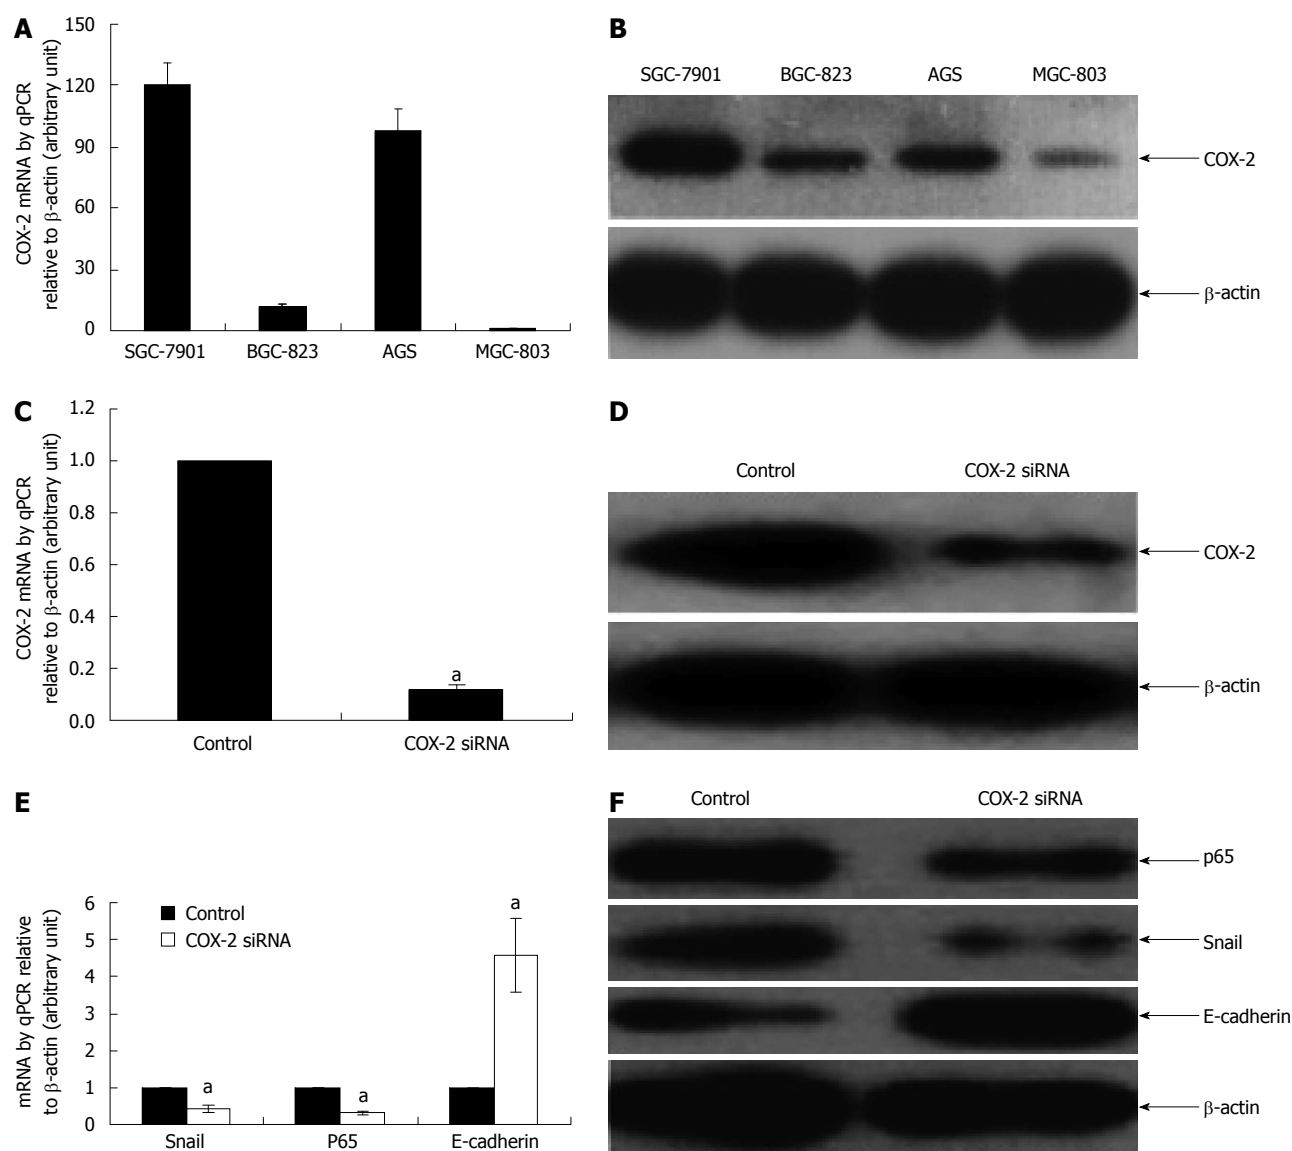 A
COX-2 mRNA by qPCR
relative to β-actin (arbitrary unit)
150
120
90
60
30
0
SGC-7901 BGC-823 AGS MGC-803
B
SGC-7901 BGC-823 AGS MGC-803
COX-2
β-actin
C
COX-2 mRNA by qPCR
relative to β-actin (arbitrary unit)
1.2
1.0
0.8
0.6
0.4
0.2
0.0
a
Control COX-2 siRNA
D
Control COX-2 siRNA
COX-2
β-actin
E
mRNA by qPCR relative
to β-actin (arbitrary unit)
6
5
4
3
2
1
0
Control
COX-2 siRNA
a
a
a
Snail P65 E-cadherin
F
Control COX-2 siRNA
p65
Snail
E-cadherin
β-actin